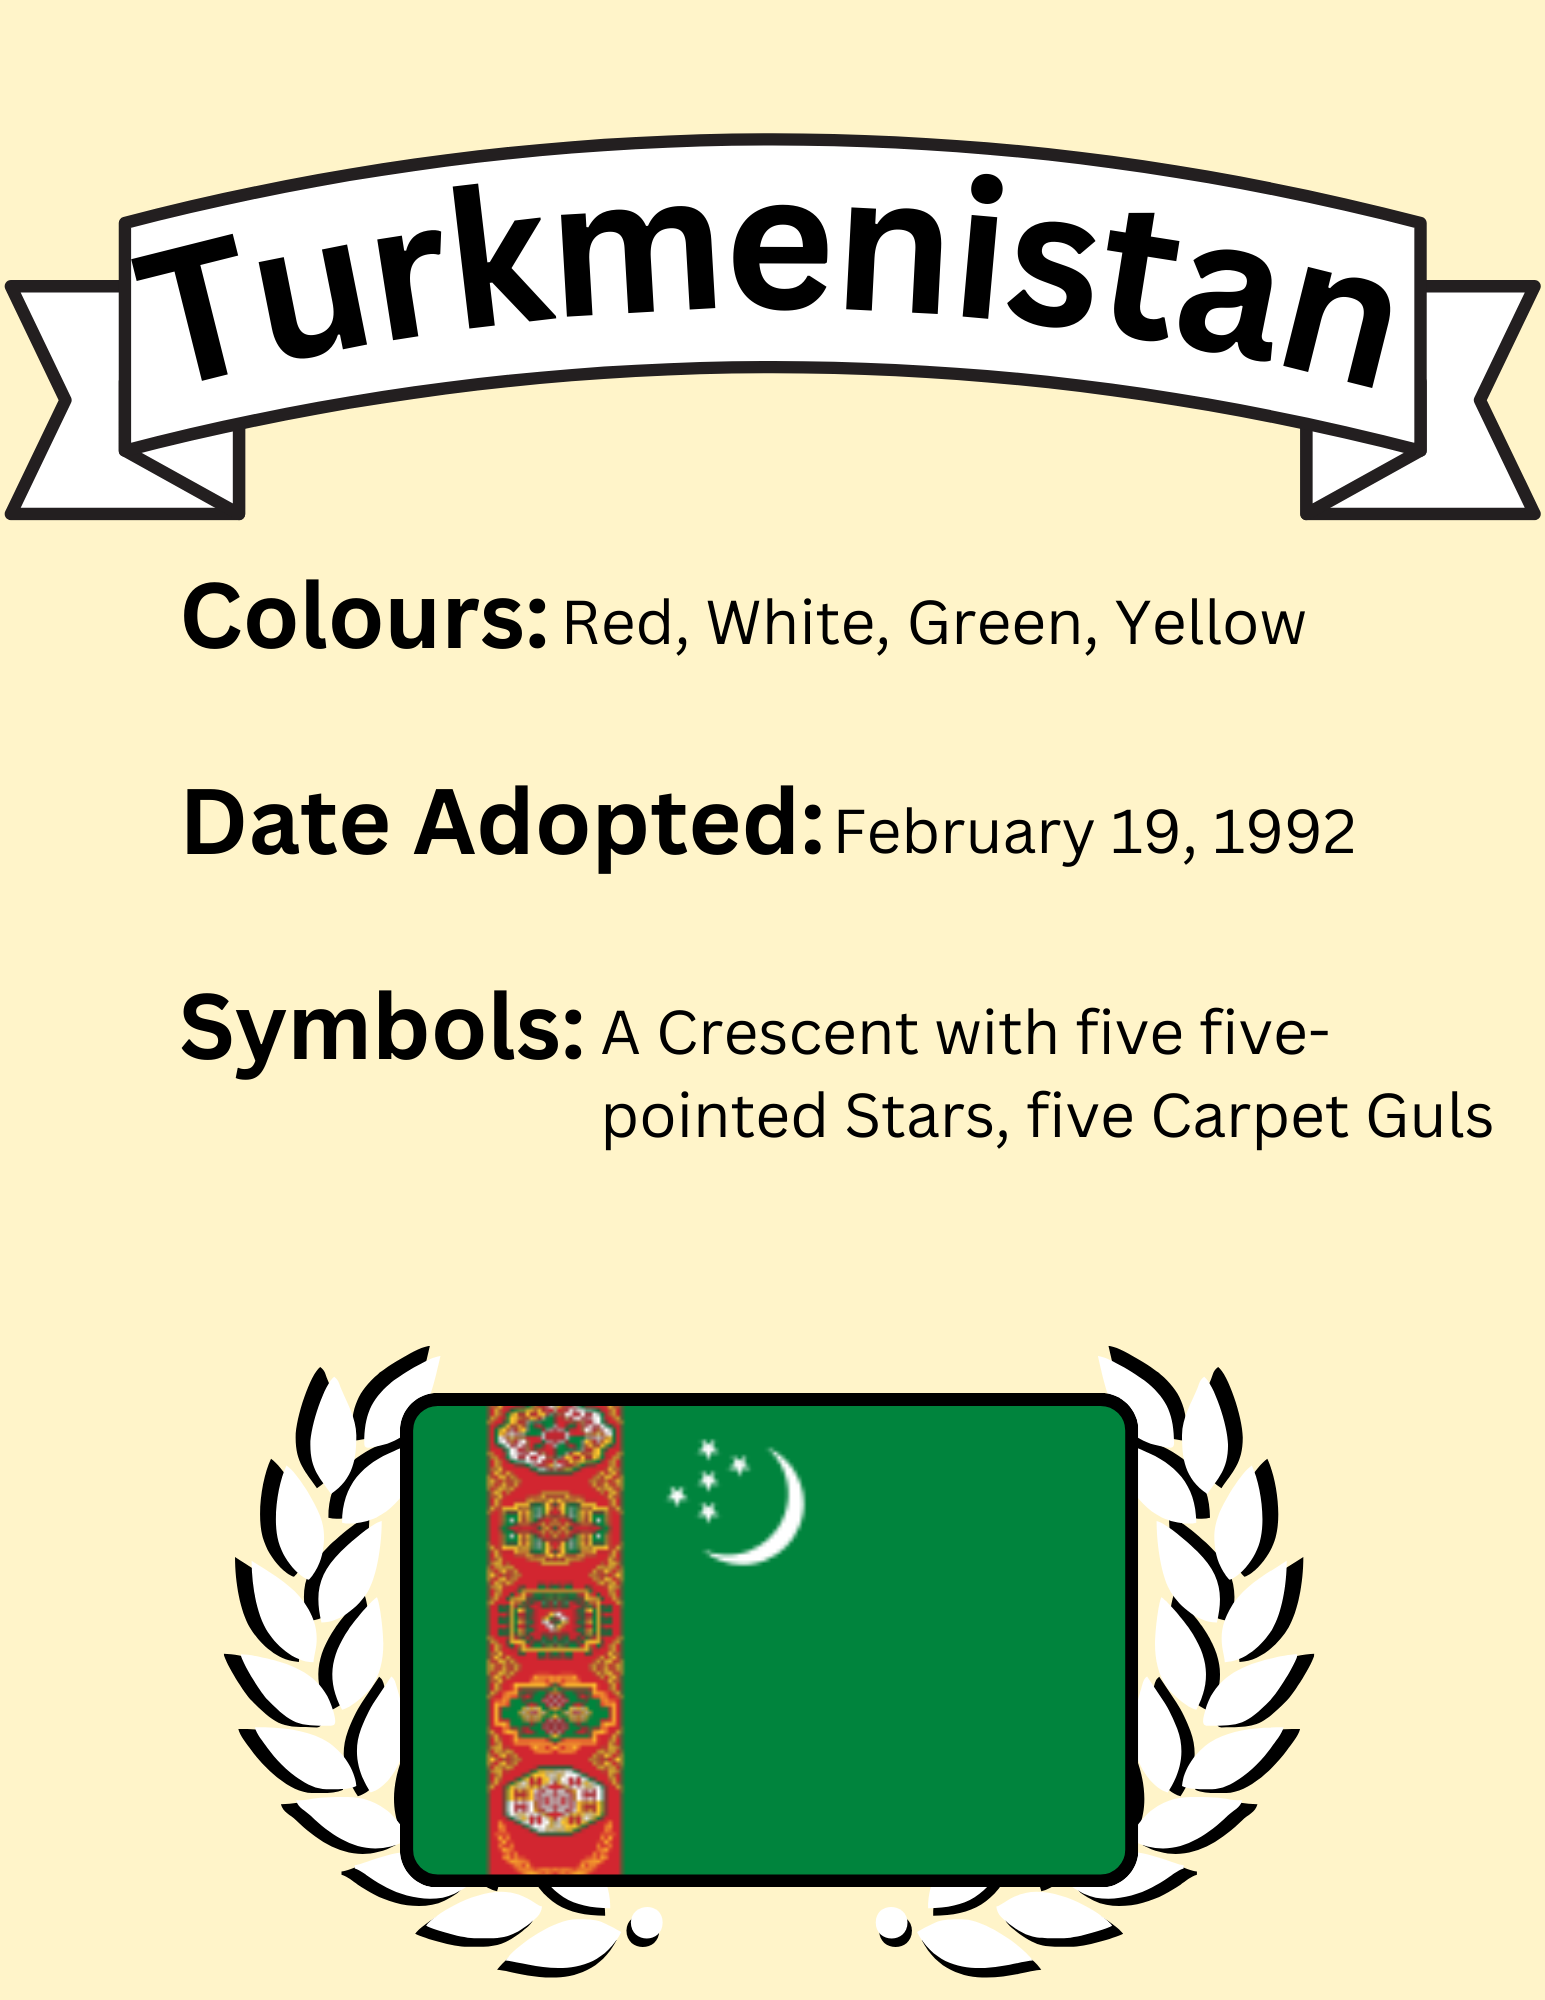 Turkmenistan
Colours: Red, White, Green, Yellow
Date Adopted: February 19, 1992
Symbols: A Crescent with five five-
pointed Stars, five Carpet Guls